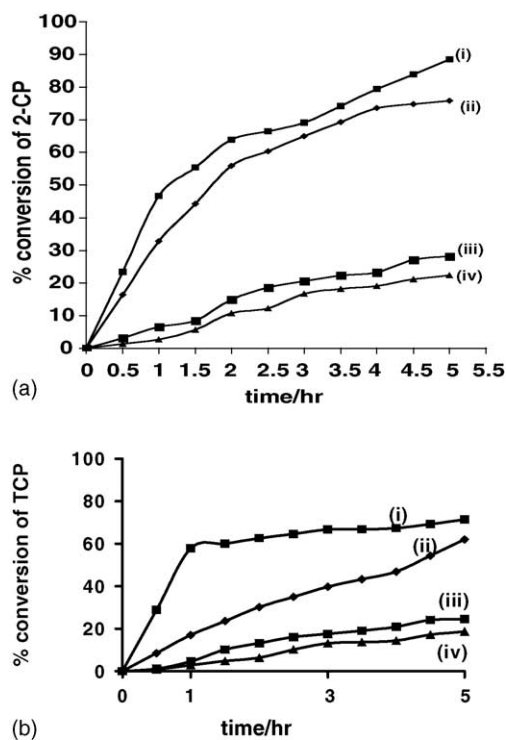 100
90
80
70
60
50
40
30
20
10
0
% conversion of 2-CP
(i)
(ii)
(iii)
(iv)
0 0.5 1 1.5 2 2.5 3 3.5 4 4.5 5 5.5
time/hr
(a)
100
80
60
40
20
0
% conversion of TCP
(i)
(ii)
(iii)
(iv)
0 1 3 5
time/hr
(b)